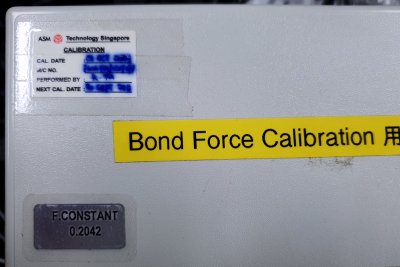 ASM Technology Singapore
CALIBRATION
CAL. DATE
M/C NO.
PERFORMED BY
NEXT CAL. DATE
Bond Force Calibration 用
F.CONSTANT
0.2042